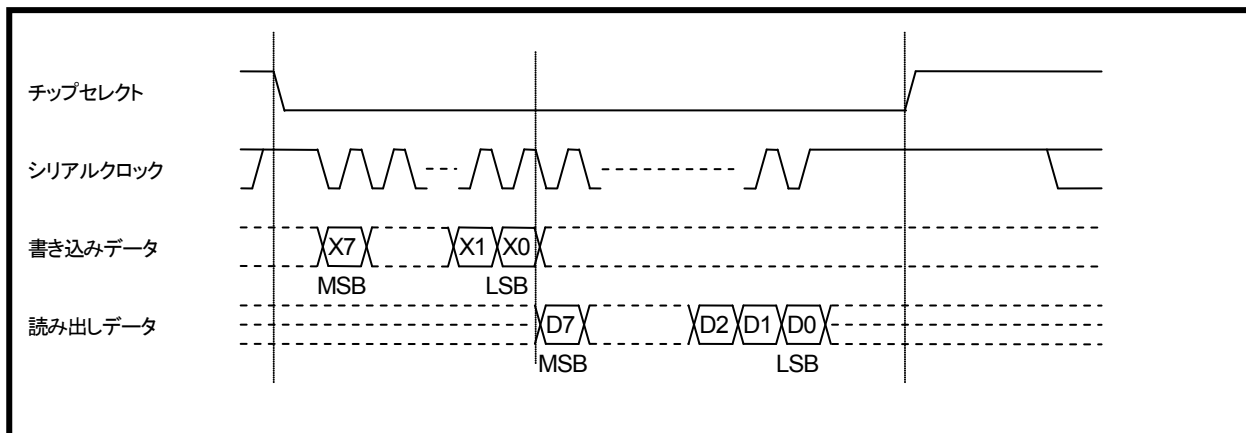 チップセレクト
シリアルクロック
書き込みデータ X7 X1 X0
MSB LSB
読み出しデータ D7 D2 D1 D0
MSB LSB